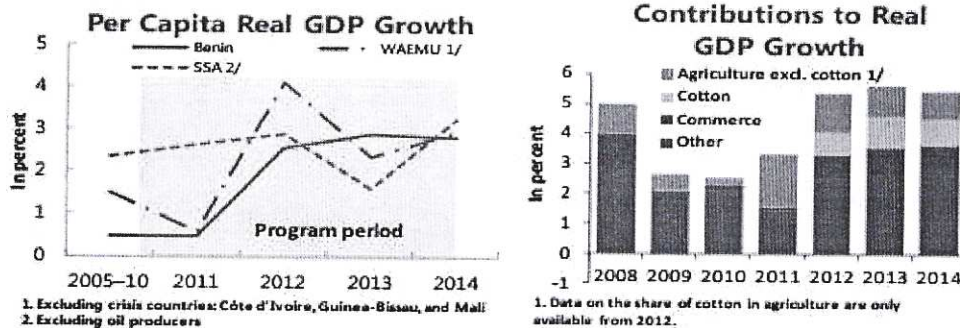 Per Capita Real GDP Growth
Benin
WAEMU 1/
SSA 2/
In percent
5
4
3
2
1
0
Program period
2005–10 2011 2012 2013 2014
1. Excluding crisis countries: Côte d'Ivoire, Guinea-Bissau, and Mali
2. Excluding oil producers
Contributions to Real
GDP Growth
Agriculture excl. cotton 1/
Cotton
Commerce
Other
In percent
6
5
4
3
2
1
0
-1
2008 2009 2010 2011 2012 2013 2014
1. Data on the share of cotton in agriculture are only
available from 2012.